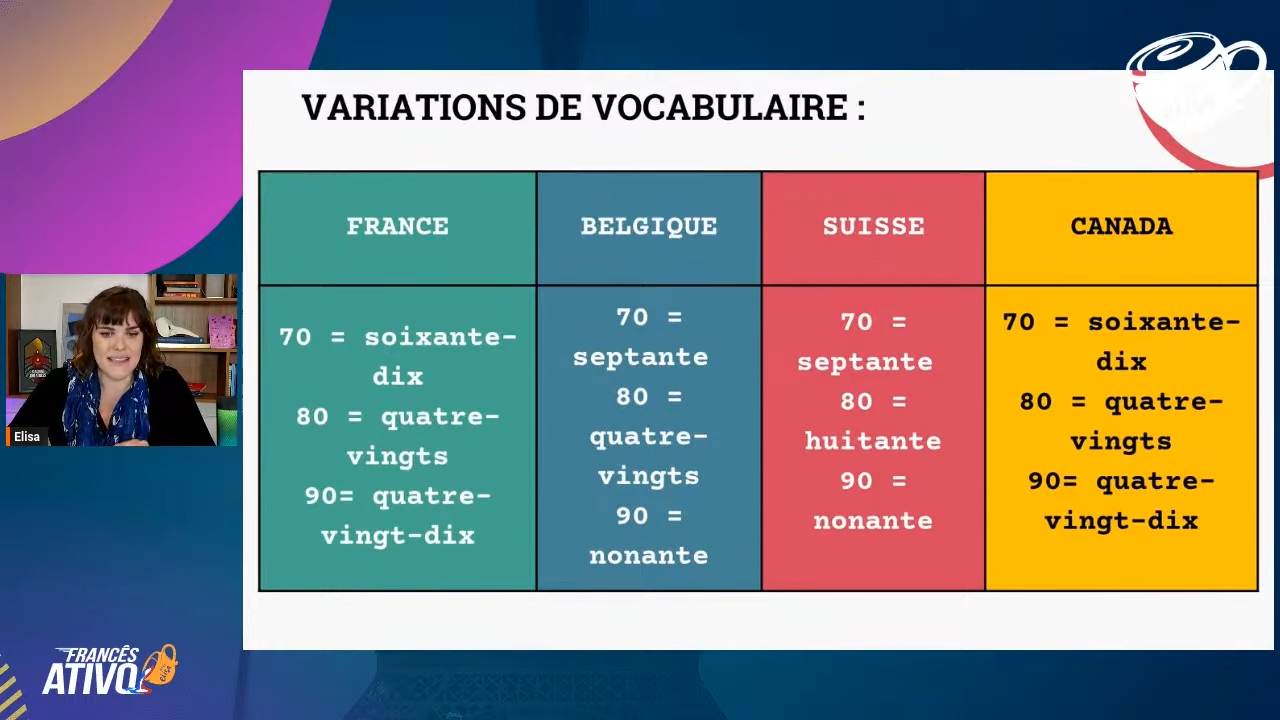 VARIATIONS DE VOCABULAIRE :
FRANCE
70 = soixante-
dix
80 = quatre-
vingts
90= quatre-
vingt-dix
BELGIQUE
70 =
septante
80 =
quatre-
vingts
90 =
nonante
SUISSE
70 =
septante
80 =
huitante
90 =
nonante
CANADA
70 = soixante-
dix
80 = quatre-
vingts
90= quatre-
vingt-dix
Elisa
FRANCÊS
ATIVO